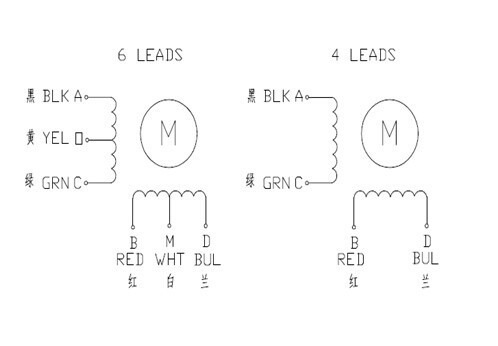 6 LEADS
4 LEADS
黑 BLK A
M
黄 YEL 口
绿 GRN C
B M D
RED WHT BUL
红 白 兰
黑 BLK A
M
绿 GRN C
B D
RED BUL
红 兰